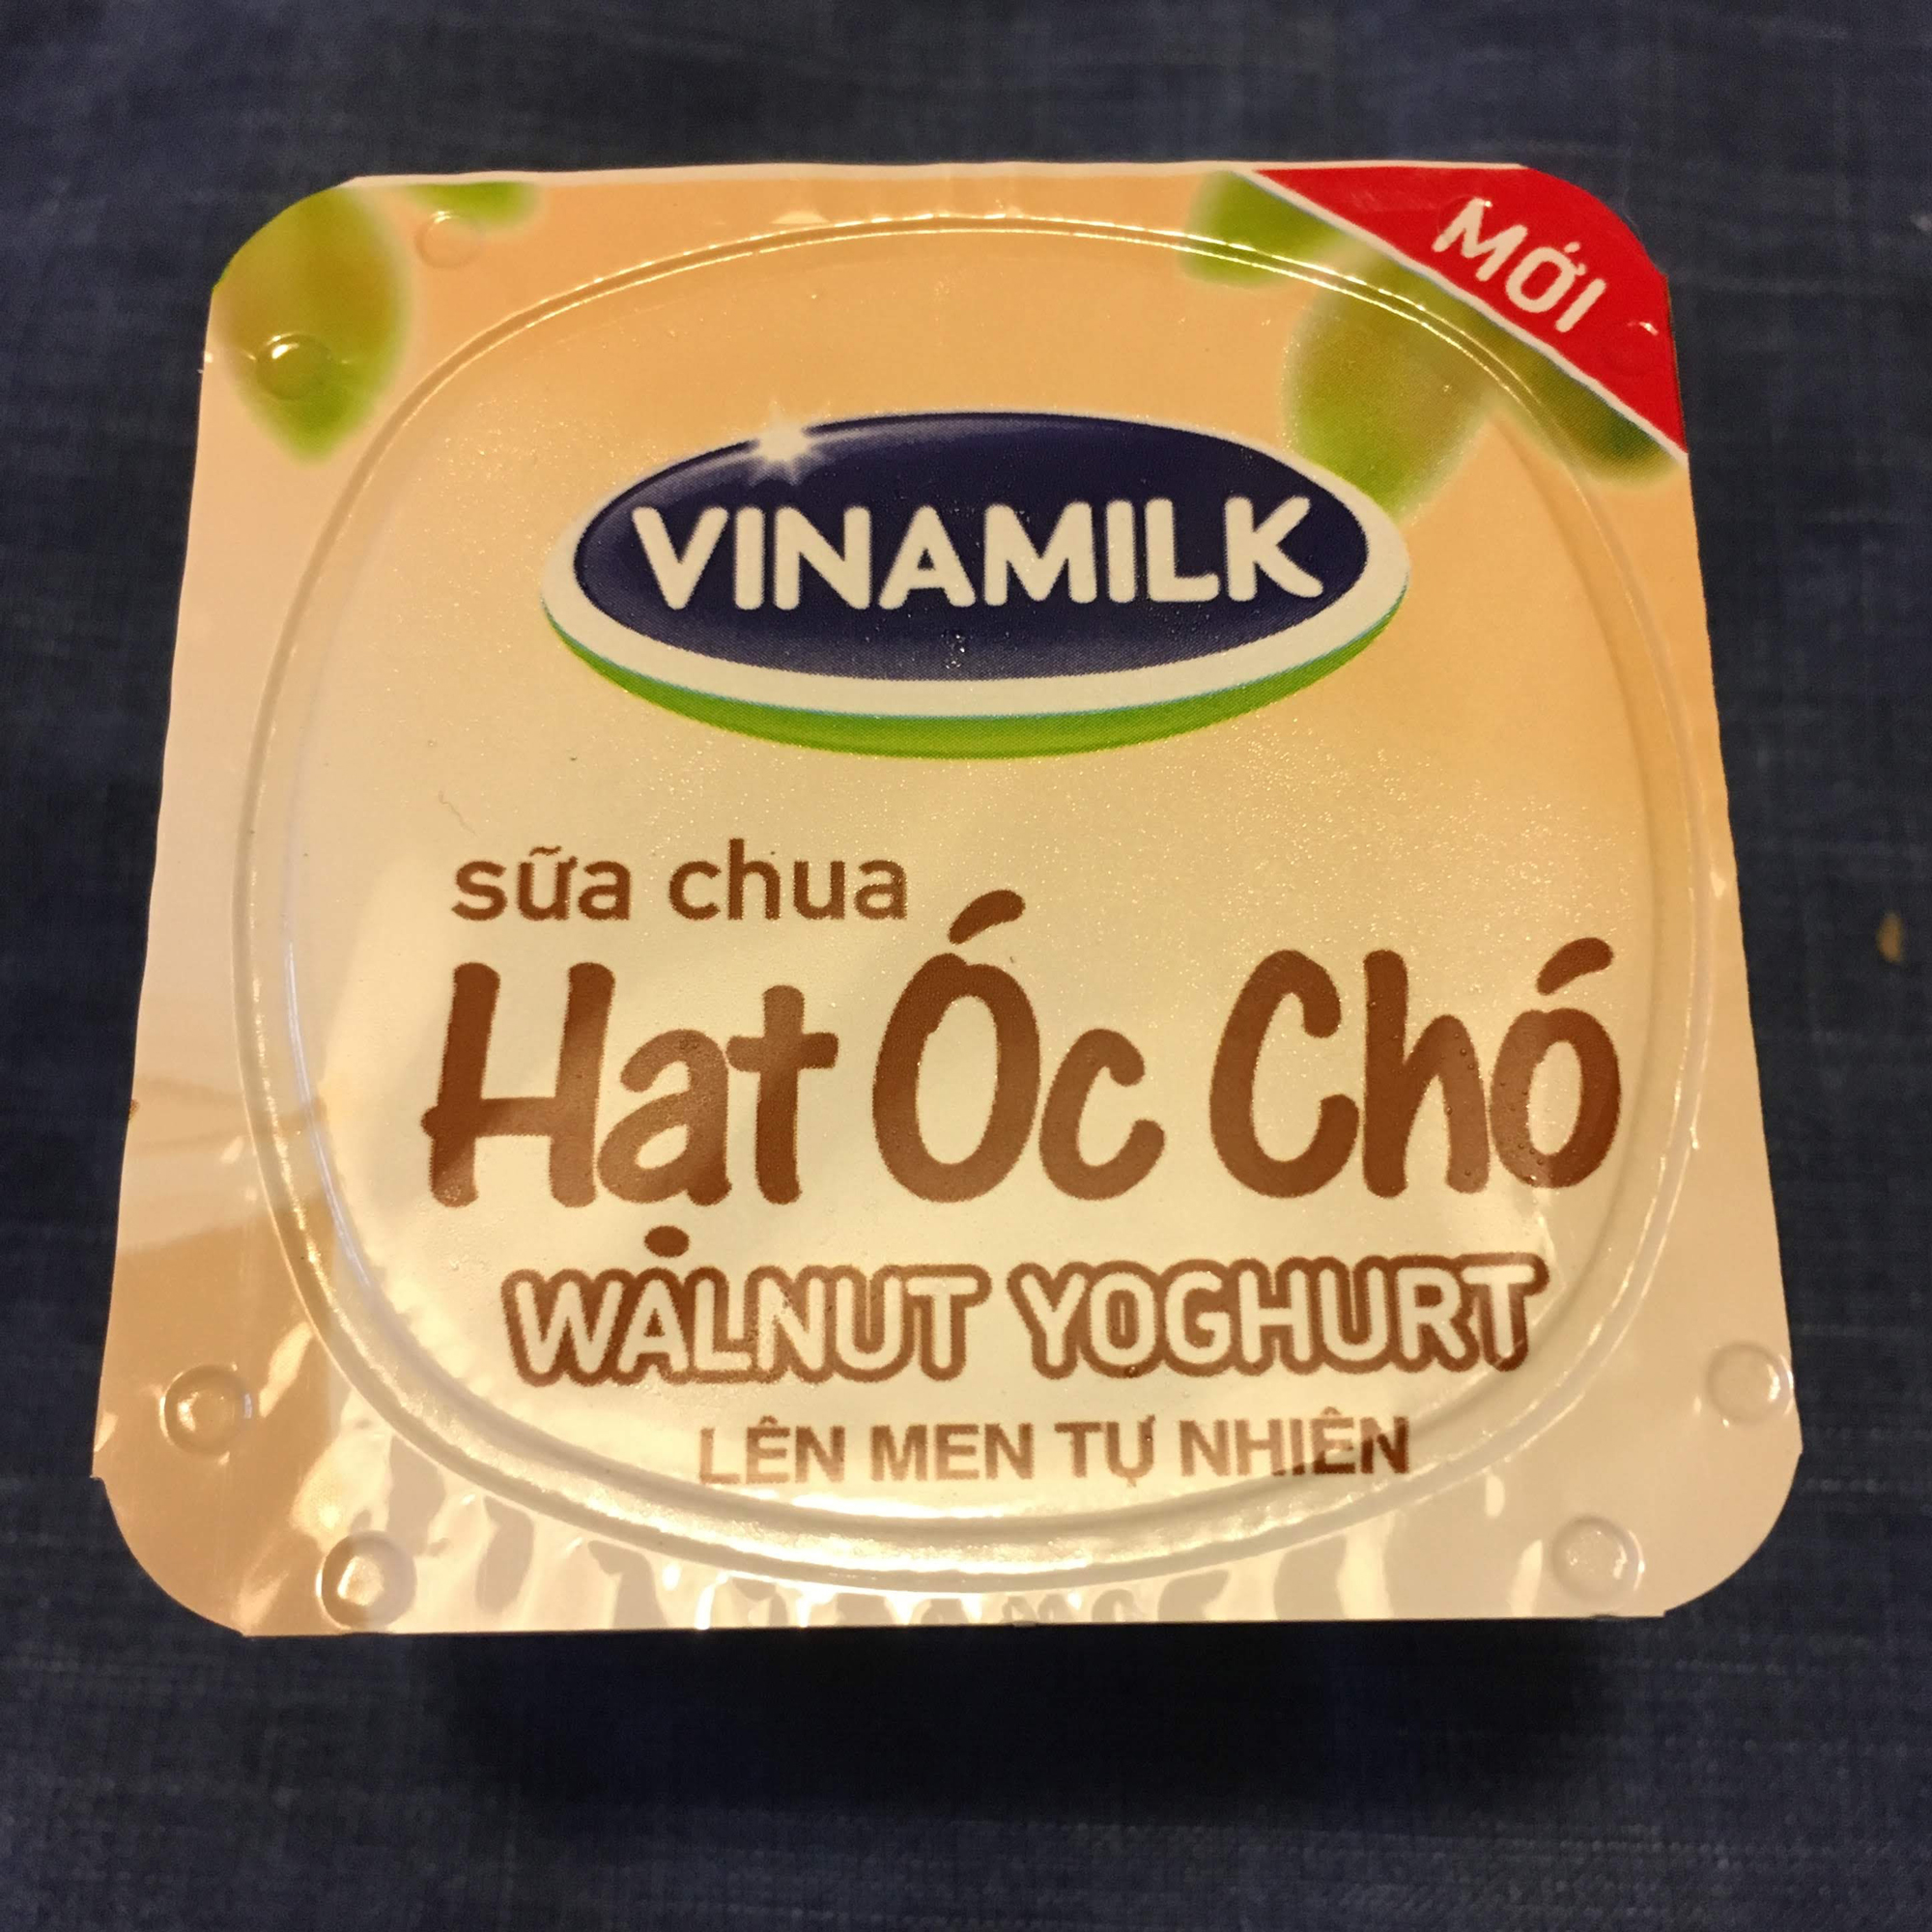 MỚI
VINAMILK
sữa chua
Hạt Óc Chó
WALNUT YOGHURT
LÊN MEN TỰ NHIÊN